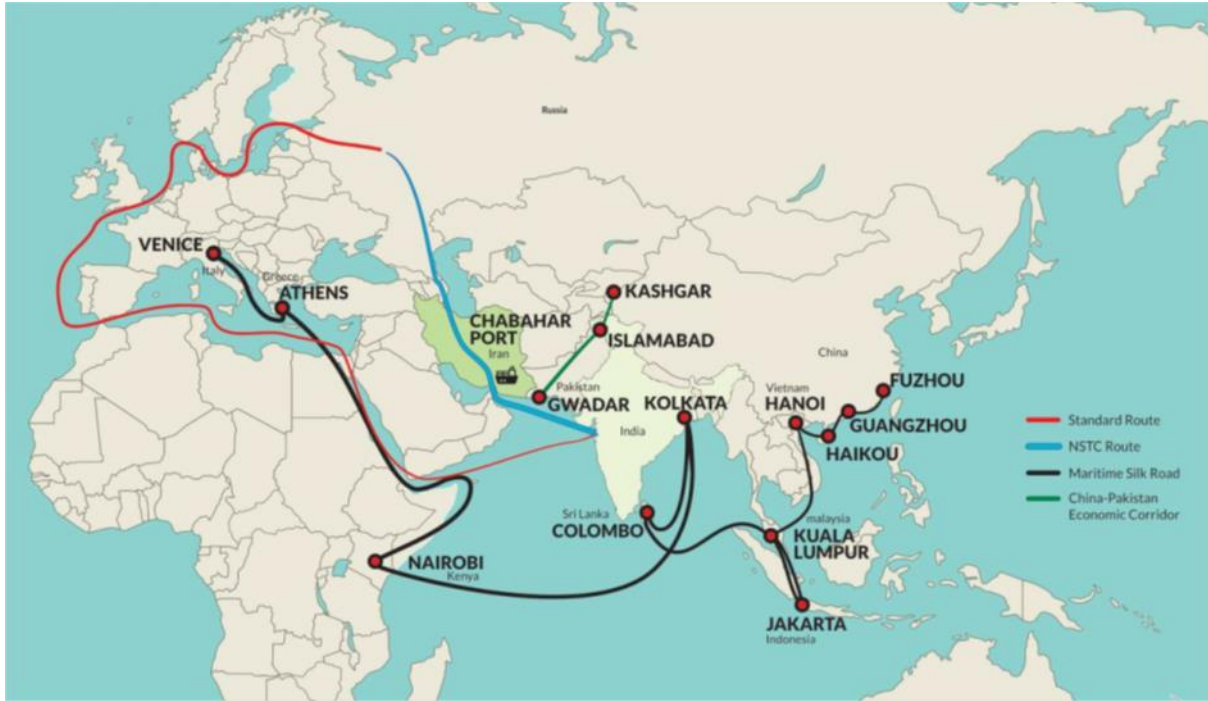 Russia
VENICE
Italy
Greece
ATHENS
CHABAHAR
PORT
Iran
KASHGAR
ISLAMABAD
Pakistan
GWADAR
KOLKATA
India
China
Vietnam
HANOI
FUZHOU
GUANGZHOU
HAIKOU
Sri Lanka
COLOMBO
malaysia
KUALA
LUMPUR
NAIROBI
Kenya
JAKARTA
Indonesia
Standard Route
NSTC Route
Maritime Silk Road
China-Pakistan
Economic Corridor